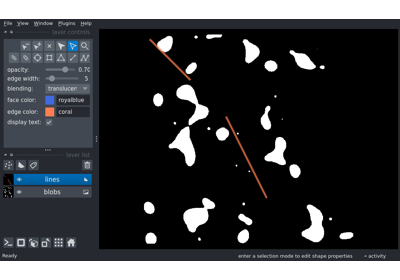 File View Window Plugins Help
layer controls
opacity: 0.70
edge width: 5
blending: translucen
face color: royalblue
edge color: coral
display text:
layer list
lines
blobs
Ready enter a selection mode to edit shape properties activity